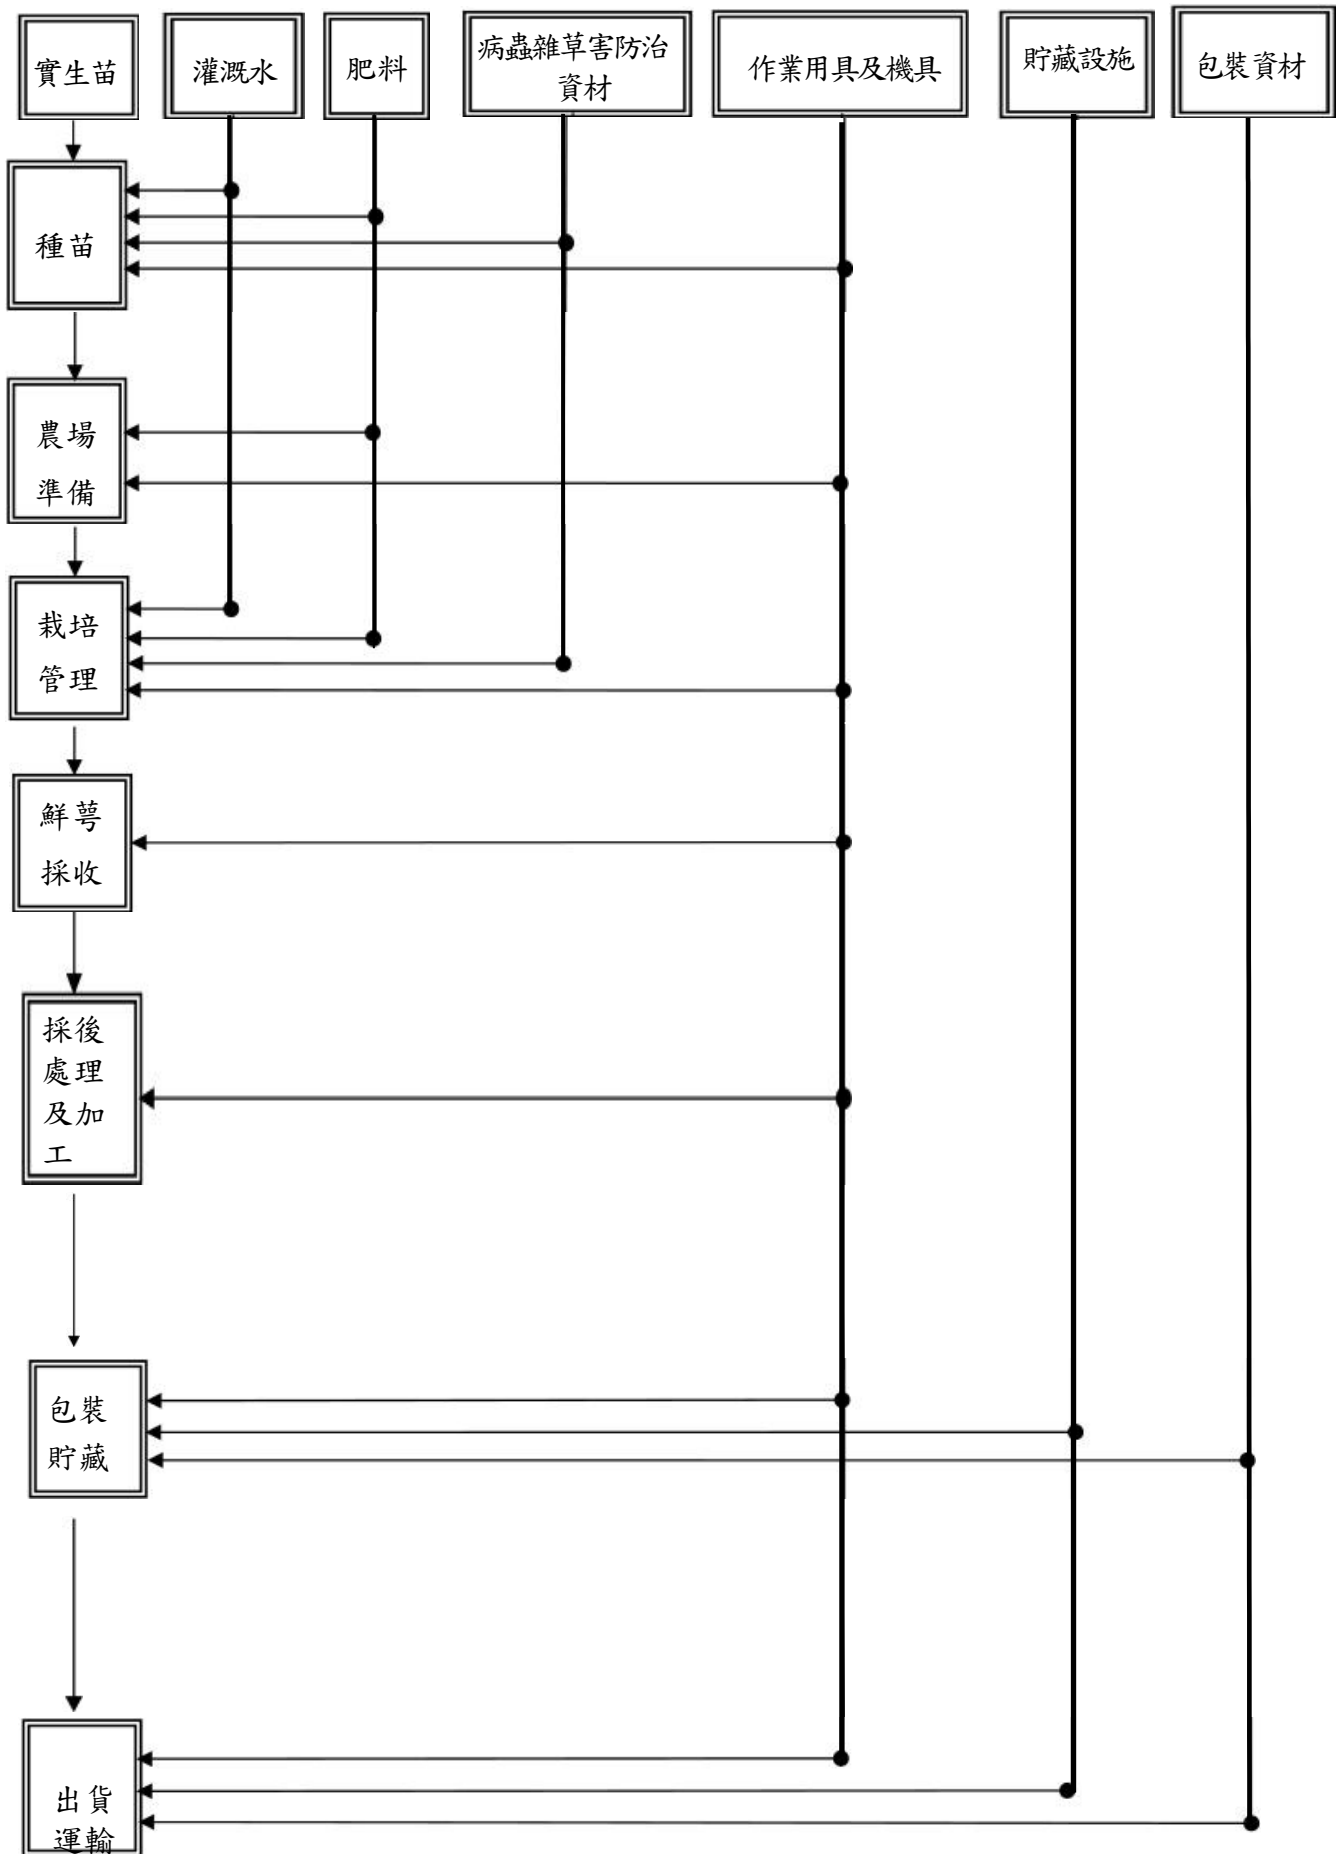 實生苗
灌溉水
肥料
病蟲雜草害防治
資材
作業用具及機具
貯藏設施
包裝資材
種苗
農場
準備
栽培
管理
鮮萼
採收
採後
處理
及加
工
包裝
貯藏
出貨
運輸